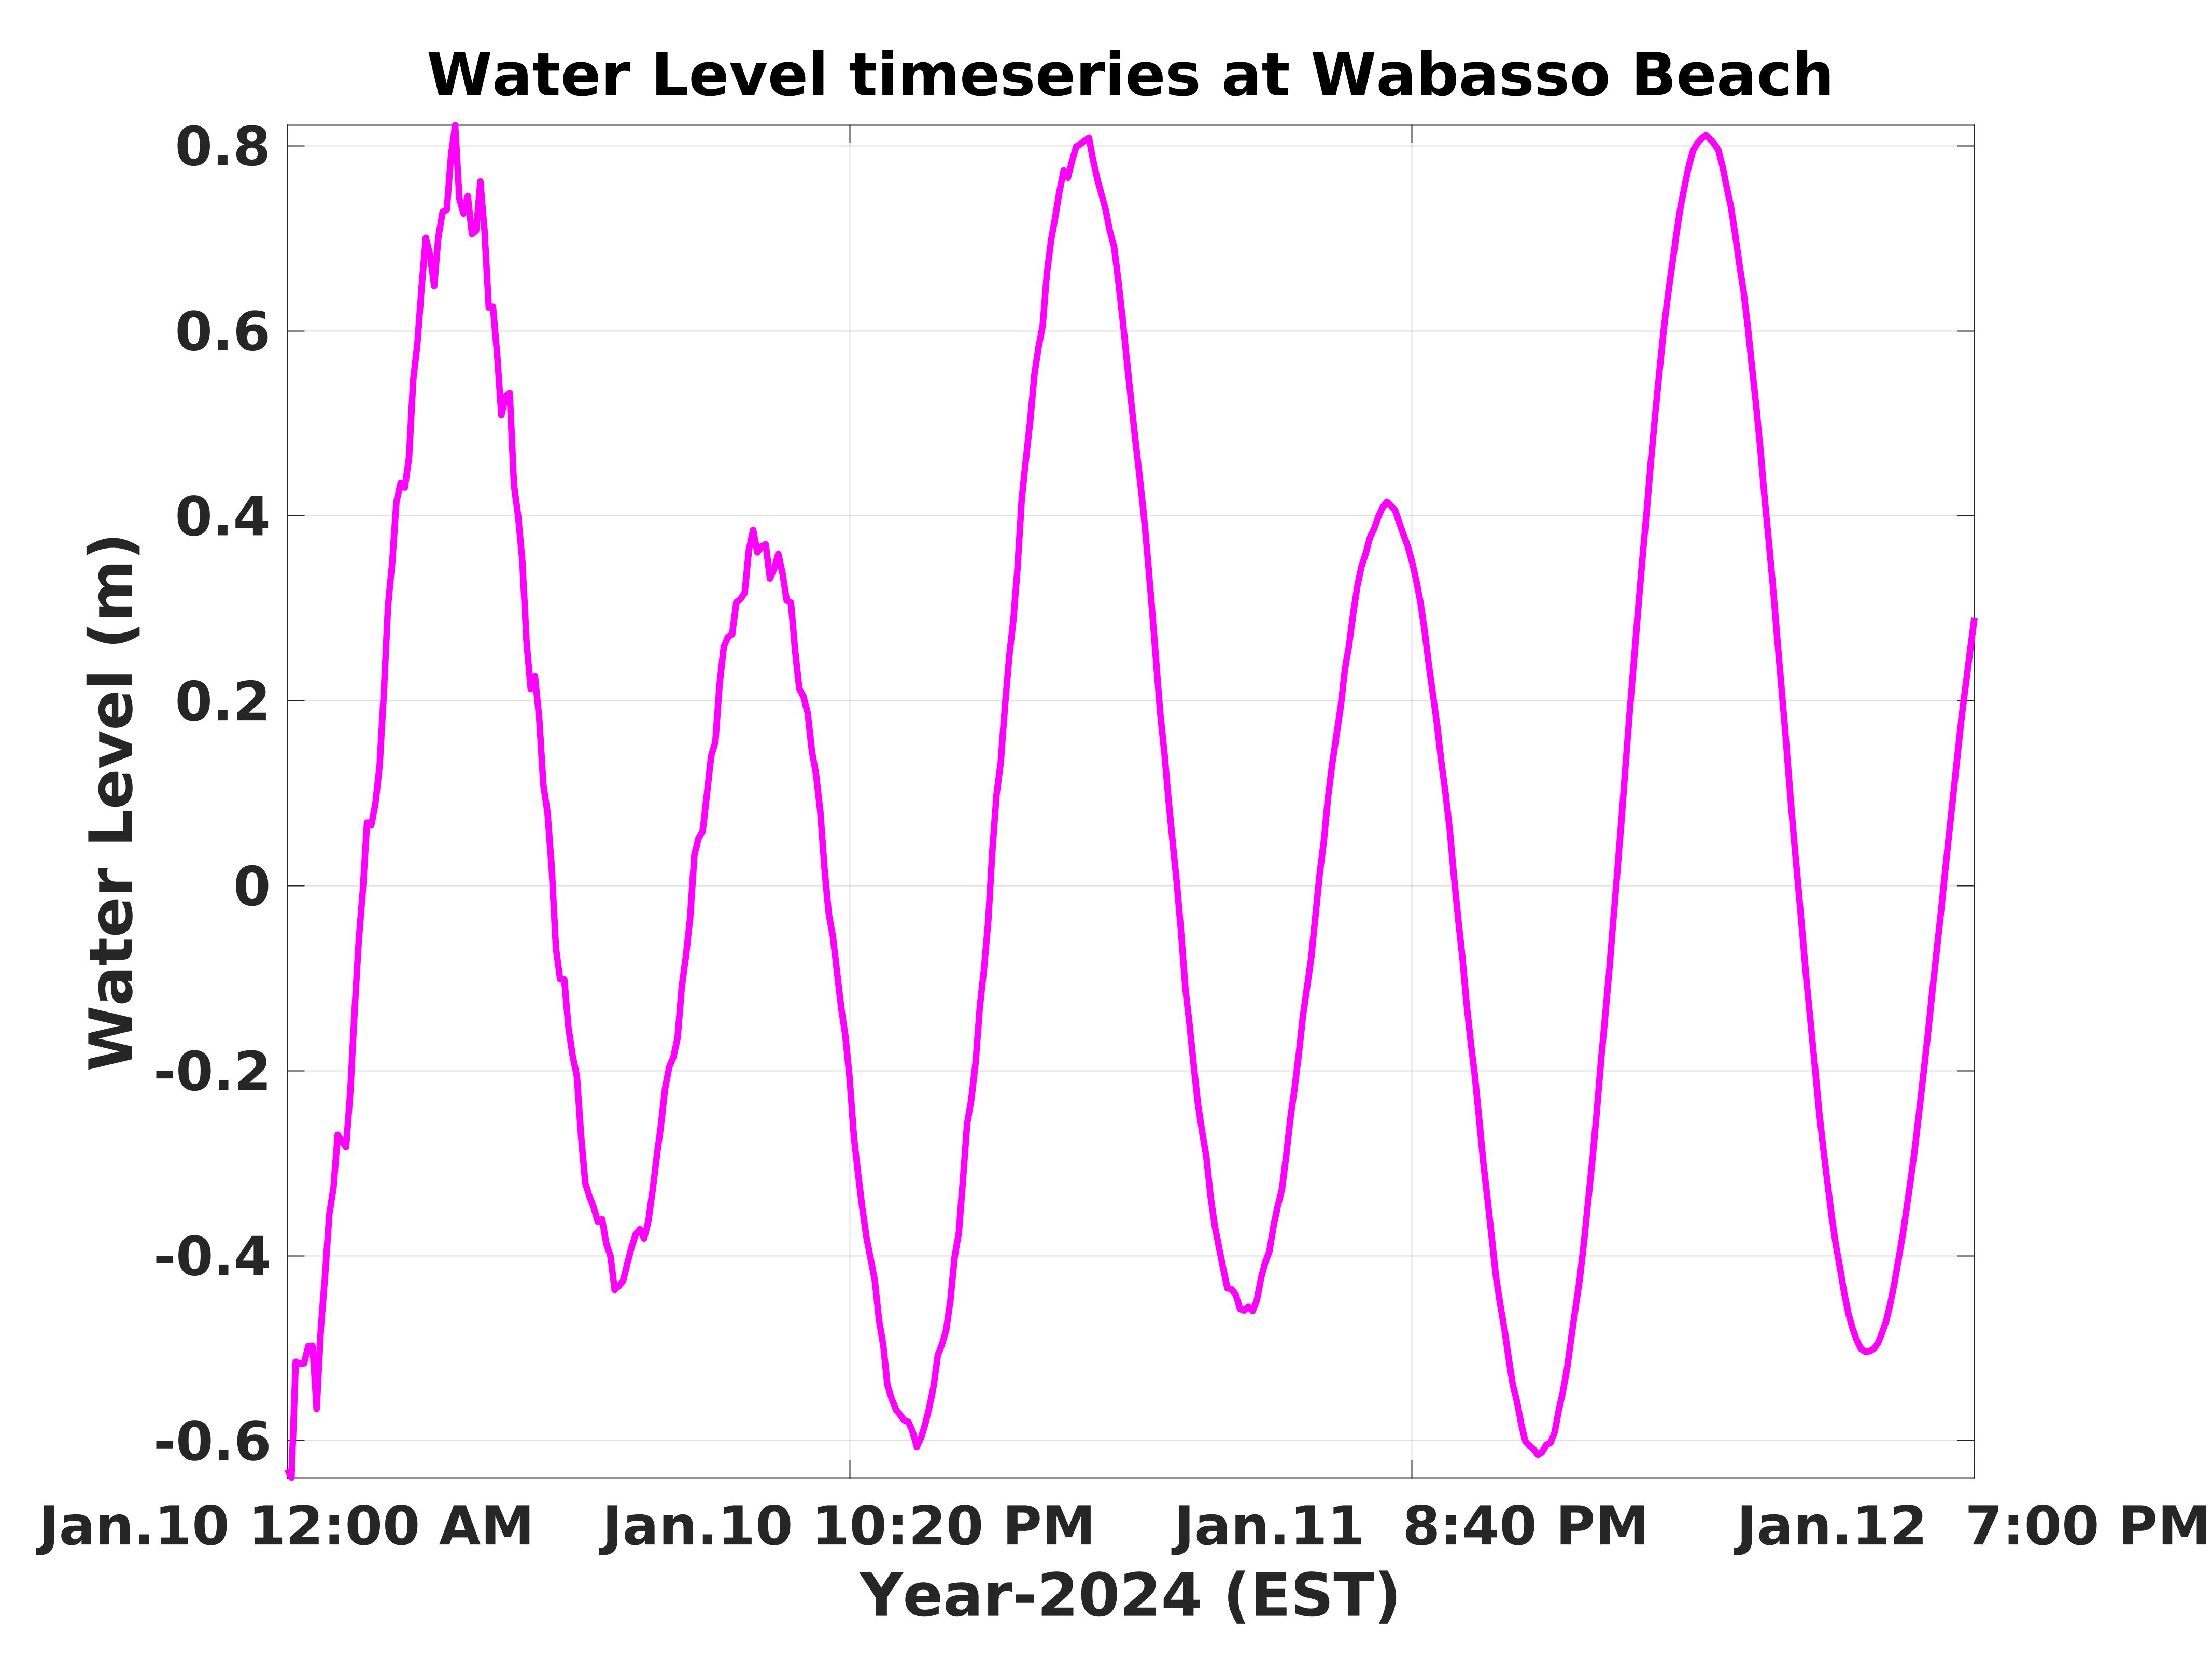 Water Level timeseries at Wabasso Beach
0.8
0.6
0.4
0.2
0
-0.2
-0.4
-0.6
Water Level (m)
Jan.10 12:00 AM Jan.10 10:20 PM Jan.11 8:40 PM Jan.12 7:00 PM
Year-2024 (EST)